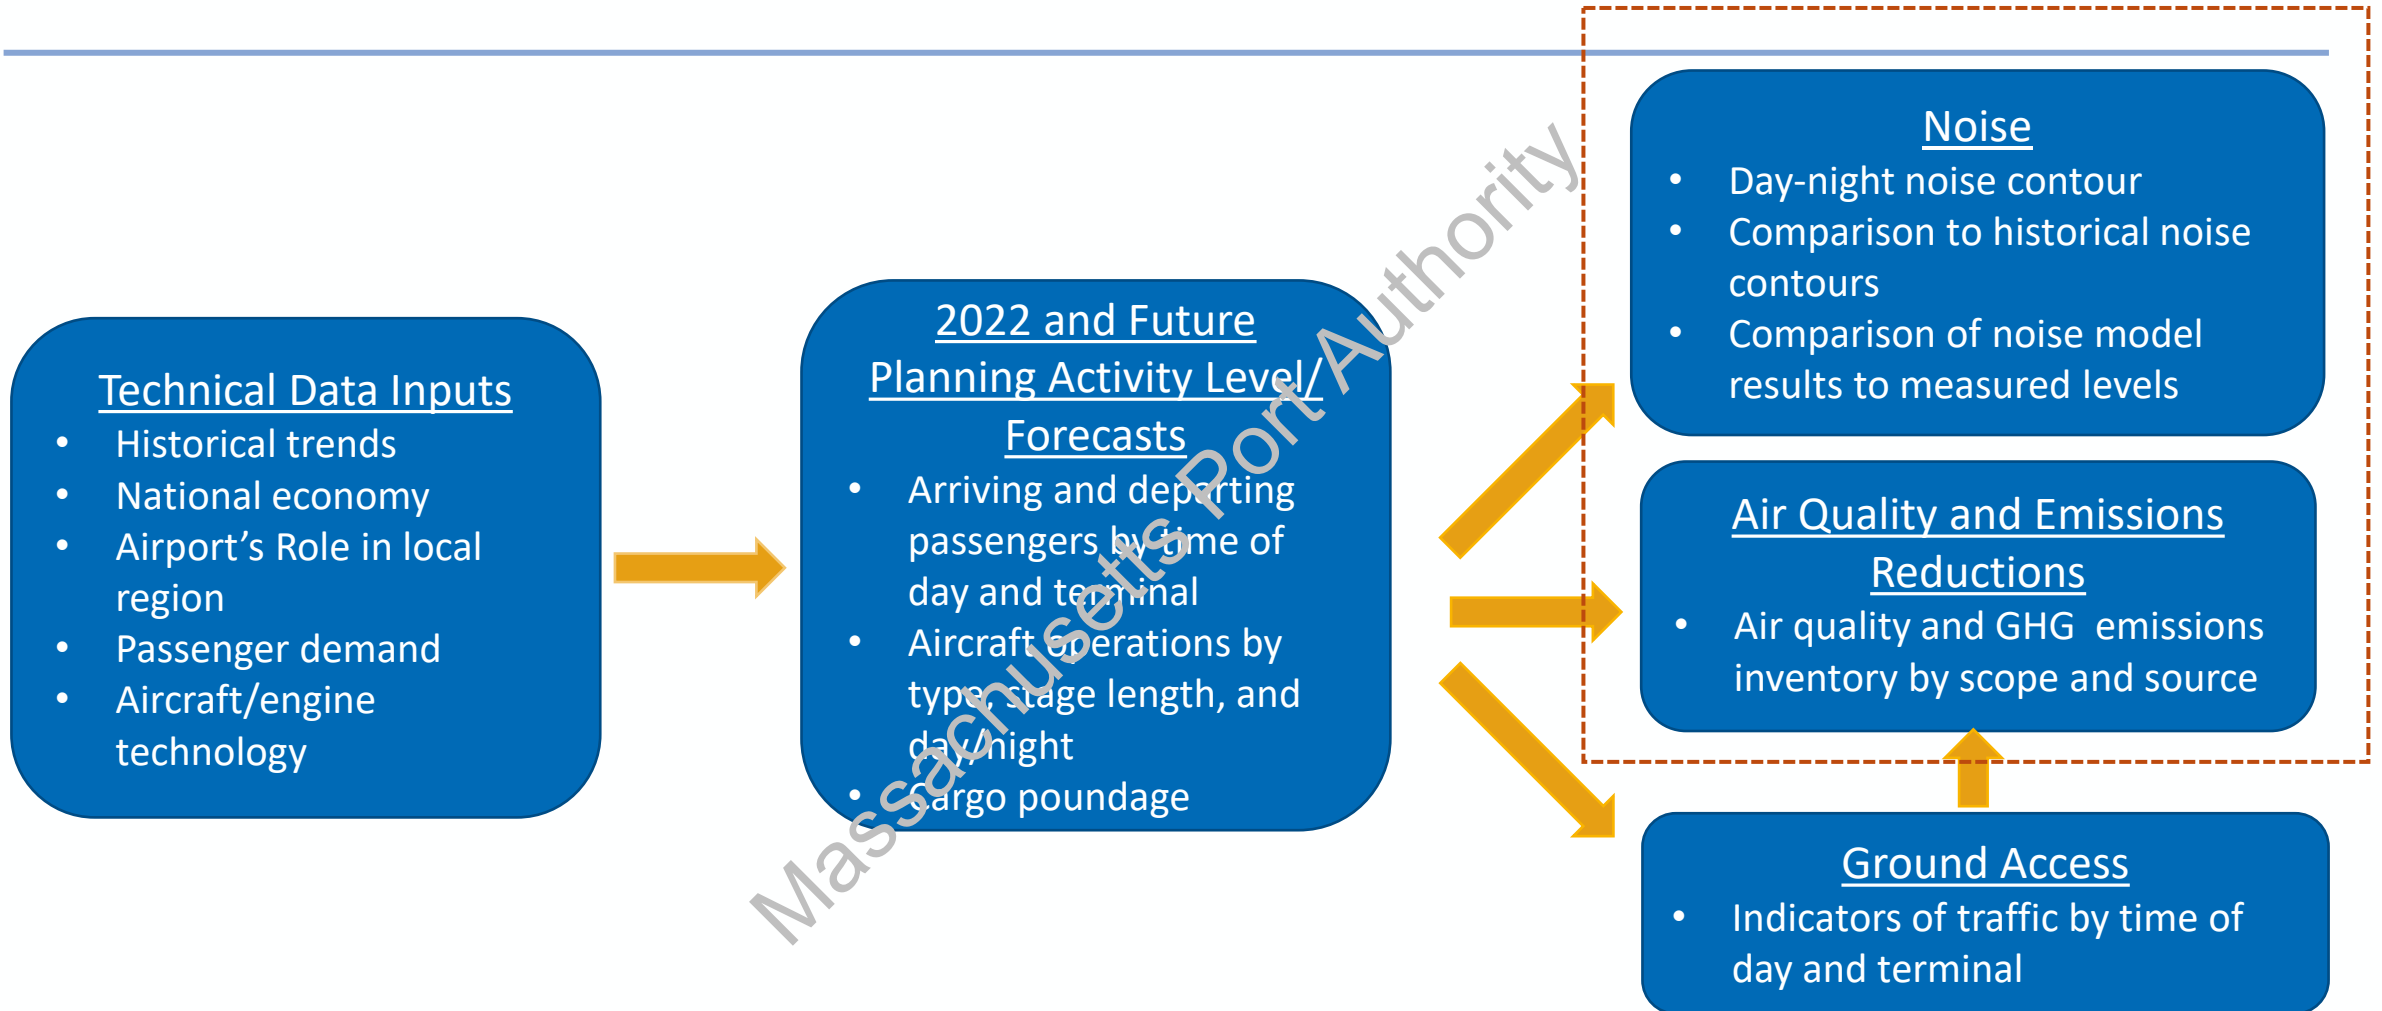 Technical Data Inputs
• Historical trends
• National economy
• Airport’s Role in local
region
• Passenger demand
• Aircraft/engine
technology
2022 and Future
Planning Activity Level/
Forecasts
• Arriving and departing
passengers by time of
day and terminal
• Aircraft operations by
type, stage length, and
day/night
• Cargo poundage
Noise
• Day-night noise contour
• Comparison to historical noise
contours
• Comparison of noise model
results to measured levels
Air Quality and Emissions
Reductions
• Air quality and GHG emissions
inventory by scope and source
Ground Access
• Indicators of traffic by time of
day and terminal
Massachusetts Port Authority